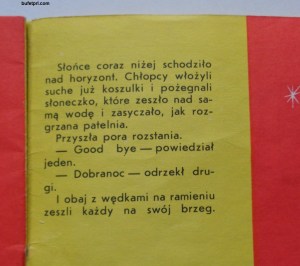 bufetprl.com
Słońce coraz niżej schodziło
nad horyzont. Chłopcy włożyli
suche już koszulki i pożegnali
słoneczko, które zeszło nad sa-
mą wodę i zasyczało, jak roz-
grzana patelnia.
Przyszła pora rozstania.
— Good bye — powiedział
jeden.
— Dobranoc — odrzekł dru-
gi.
I obaj z wędkami na ramieniu
zeszli każdy na swój brzeg.